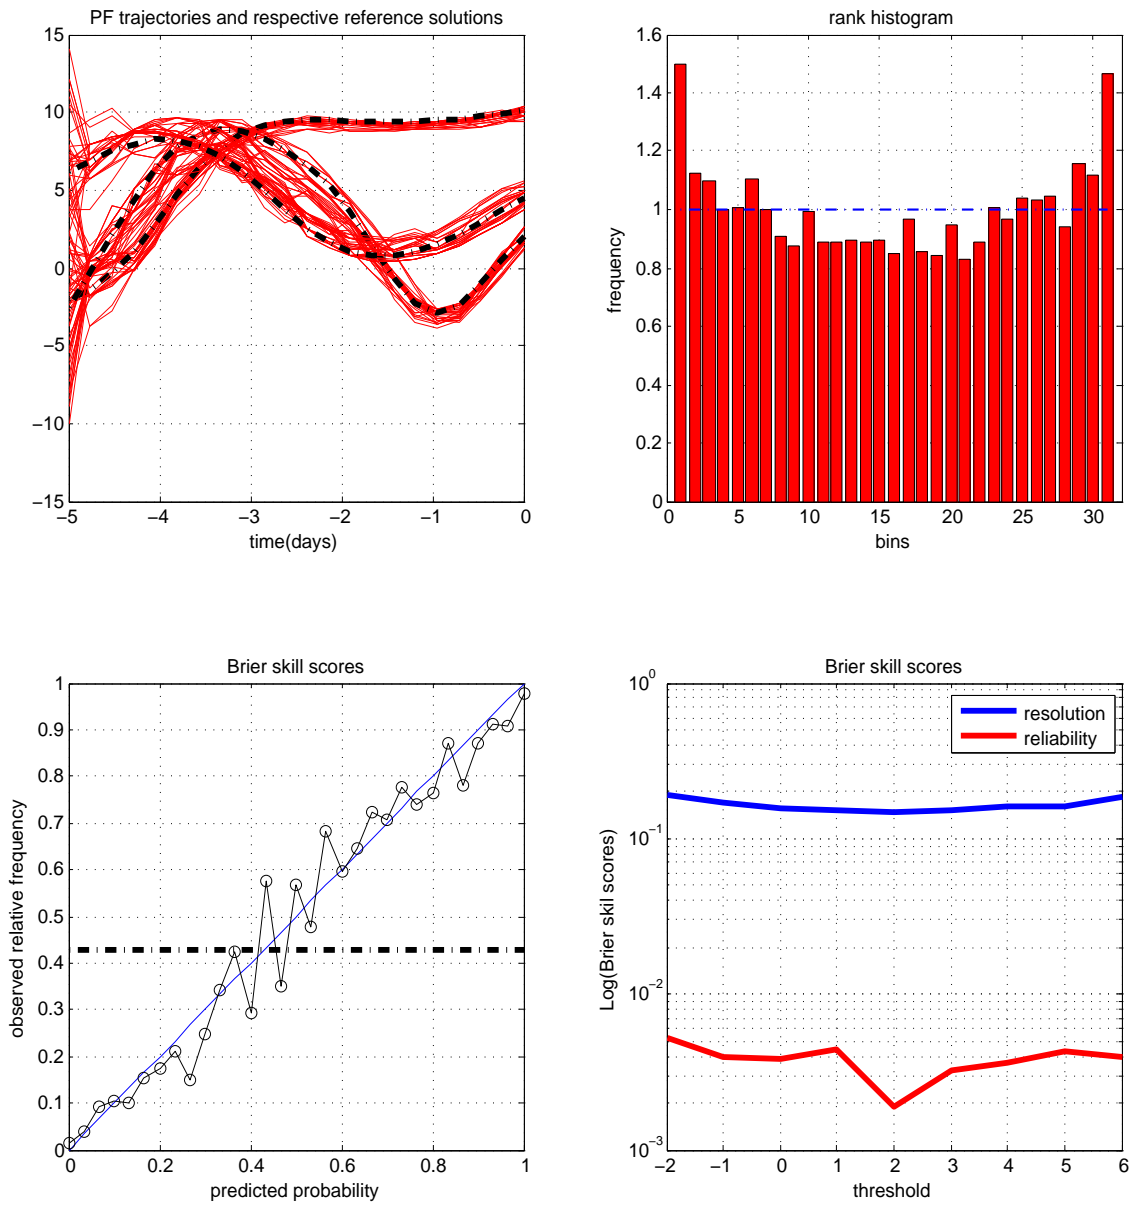 PF trajectories and respective reference solutions
15
10
5
0
−5
−10
−15
−5 −4 −3 −2 −1 0
time(days)
rank histogram
frequency
1.6
1.4
1.2
1
0.8
0.6
0.4
0.2
0
0 5 10 15 20 25 30
bins
Brier skill scores
observed relative frequency
1
0.9
0.8
0.7
0.6
0.5
0.4
0.3
0.2
0.1
0
0 0.2 0.4 0.6 0.8 1
predicted probability
Brier skill scores
Log(Brier skil scores)
10^0
10^−1
10^−2
10^−3
resolution
reliability
−2 −1 0 1 2 3 4 5 6
threshold